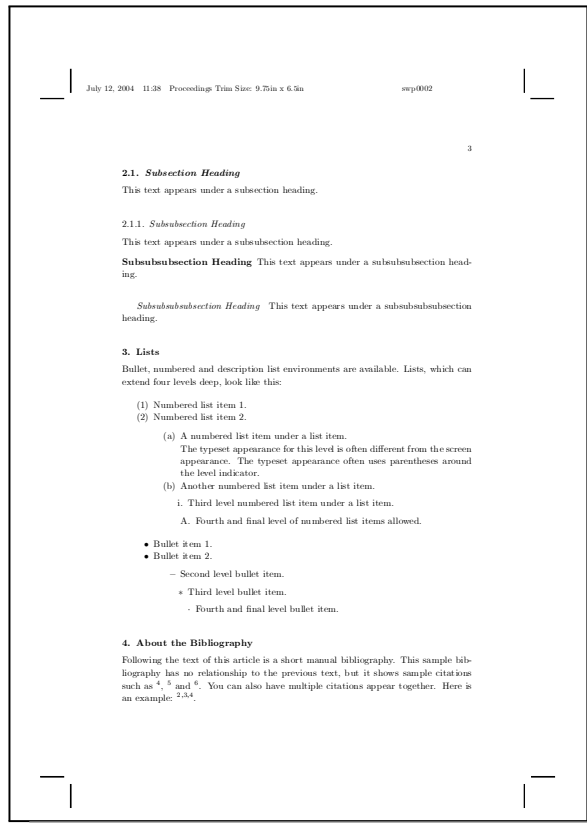 July 12, 2004 11:38 Proceedings Trim Size: 9.75in x 6.5in swp0002
3
2.1. Subsection Heading
This text appears under a subsection heading.
2.1.1. Subsubsection Heading
This text appears under a subsubsection heading.
Subsubsubsection Heading This text appears under a subsubsubsection head-
ing.
Subsubsubsubsection Heading This text appears under a subsubsubsubsection
heading.
3. Lists
Bullet, numbered and description list environments are available. Lists, which can
extend four levels deep, look like this:
(1) Numbered list item 1.
(2) Numbered list item 2.
(a) A numbered list item under a list item.
The typeset appearance for this level is often different from the screen
appearance. The typeset appearance often uses parentheses around
the level indicator.
(b) Another numbered list item under a list item.
i. Third level numbered list item under a list item.
A. Fourth and final level of numbered list items allowed.
• Bullet item 1.
• Bullet item 2.
– Second level bullet item.
* Third level bullet item.
· Fourth and final level bullet item.
4. About the Bibliography
Following the text of this article is a short manual bibliography. This sample bib-
liography has no relationship to the previous text, but it shows sample citations
such as 4, 5 and 6. You can also have multiple citations appear together. Here is
an example: 2,3,4.